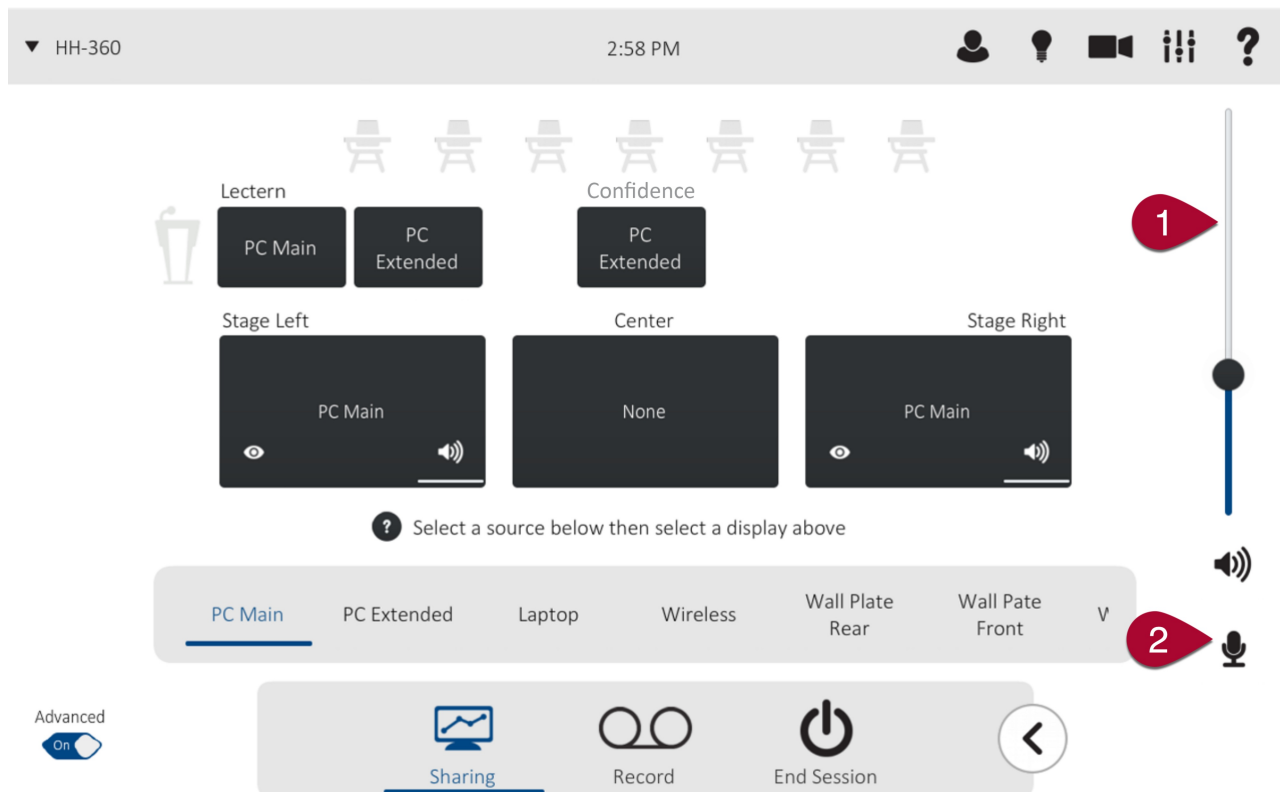 HH-360
2:58 PM
?
Lectern
Confidence
PC Main
PC
Extended
PC
Extended
1
Stage Left
Center
Stage Right
PC Main
None
PC Main
? Select a source below then select a display above
PC Main
PC Extended
Laptop
Wireless
Wall Plate
Rear
Wall Pate
Front
2
Advanced
On
Sharing
Record
End Session